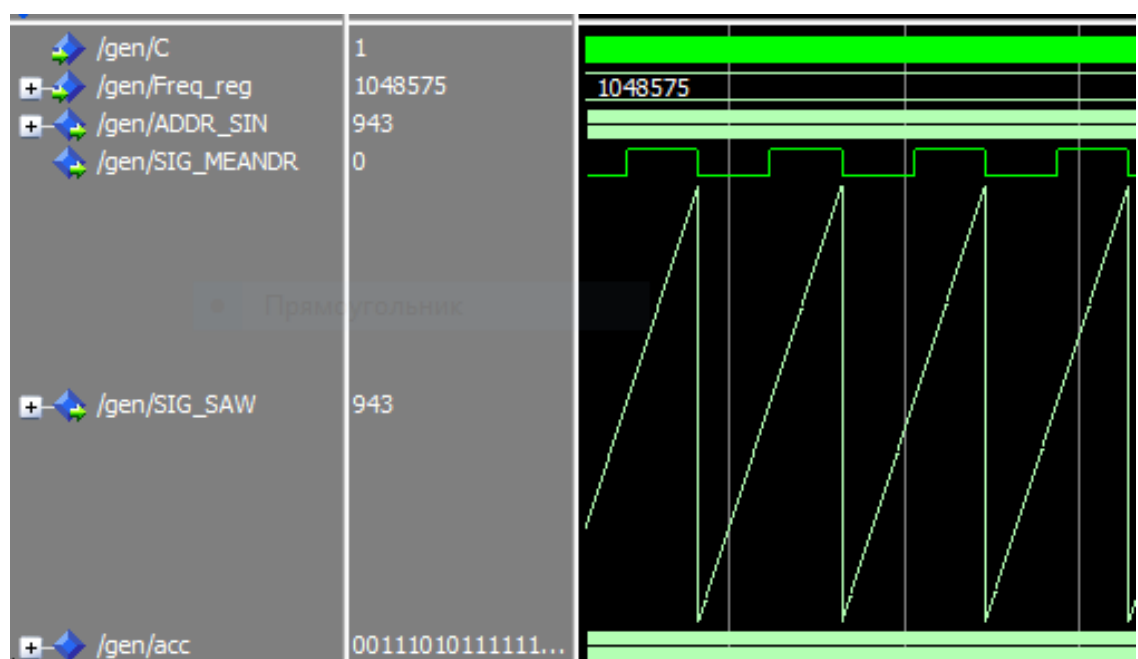 /gen/C 1
/gen/Freq_reg 1048575 1048575
/gen/ADDR_SIN 943
/gen/SIG_MEANDR 0
Прямоугольник
/gen/SIG_SAW 943
/gen/acc 00111010111111...